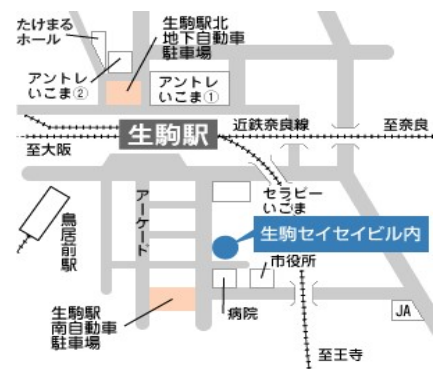 たけまる
ホール
生駒駅北
地下自動車
駐車場
アントレ
いこま②
アントレ
いこま①
生駒駅
近鉄奈良線
至奈良
至大阪
アーケード
セラビー
いこま
鳥居前駅
生駒セイセイビル内
市役所
生駒駅
南自動車
駐車場
病院
JA
至王寺